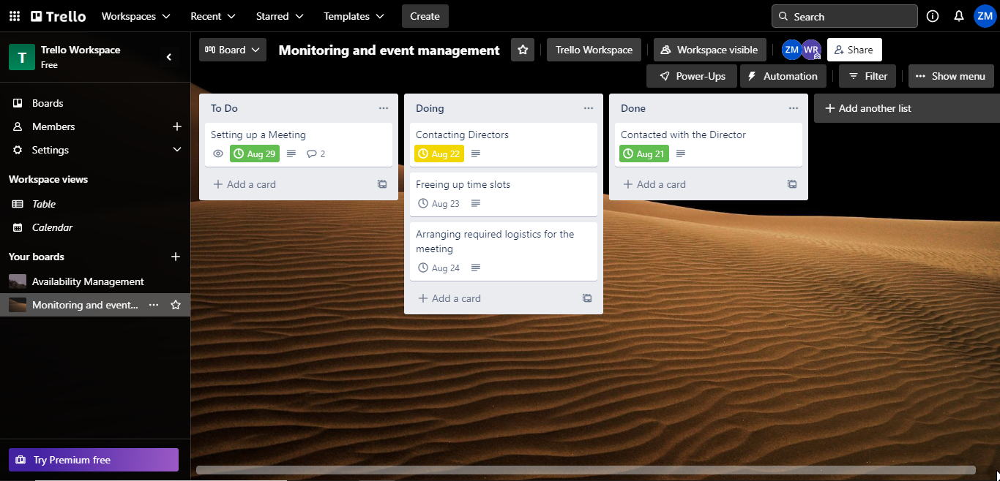 Trello
Workspaces
Recent
Starred
Templates
Create
Search
ZM
T
Trello Workspace
Free
Board
Monitoring and event management
Trello Workspace
Workspace visible
ZM
WR
Share
Power-Ups
Automation
Filter
Show menu
Boards
Members
Settings
Workspace views
Table
Calendar
Your boards
Availability Management
Monitoring and event...
Try Premium free
To Do
Setting up a Meeting
Aug 29
2
Add a card
Doing
Contacting Directors
Aug 22
Freeing up time slots
Aug 23
Arranging required logistics for the
meeting
Aug 24
Add a card
Done
Contacted with the Director
Aug 21
Add a card
Add another list